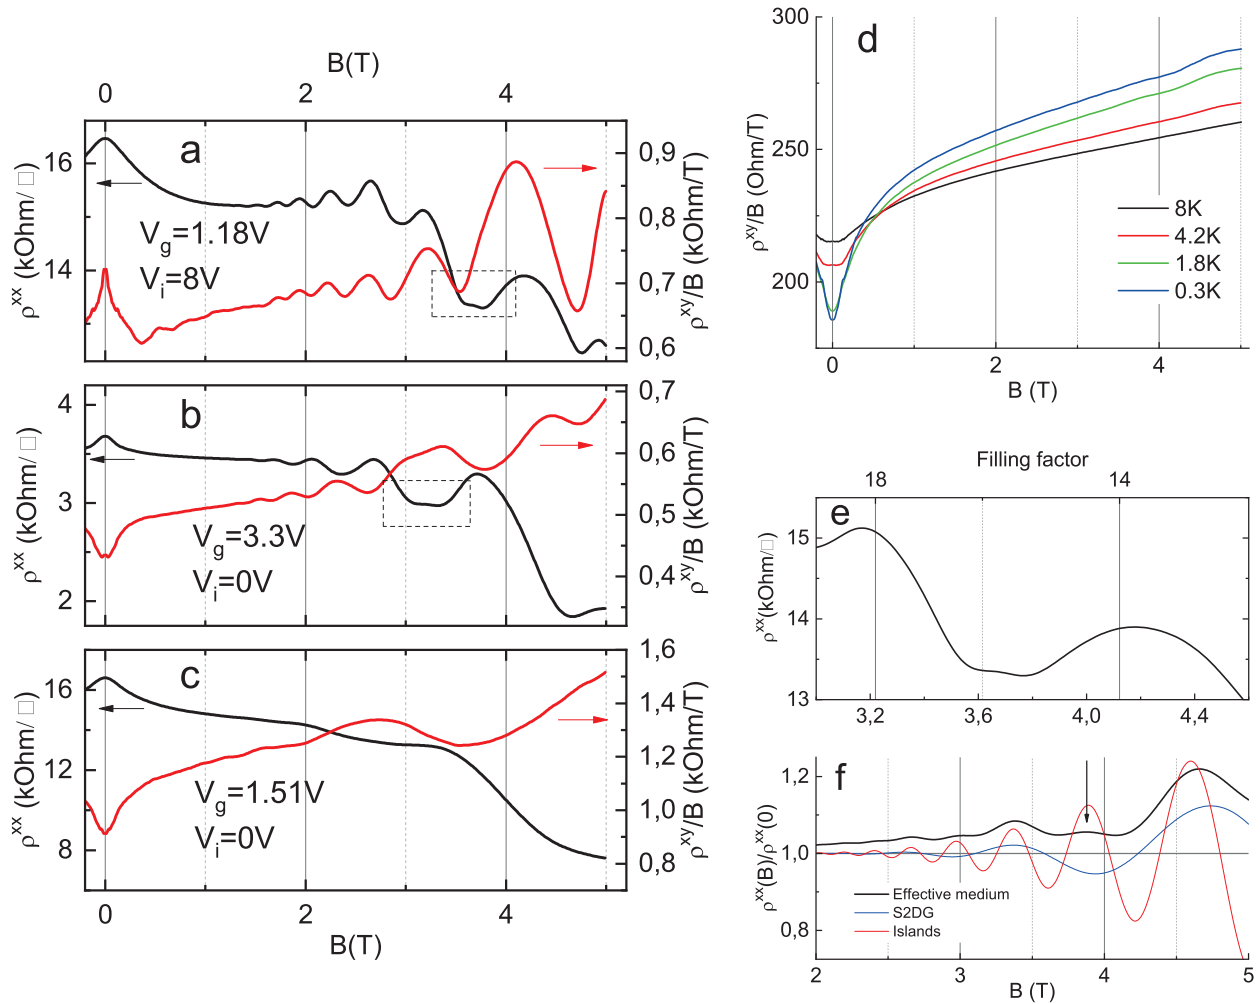 B(T)
0 2 4
a
16
14
ρxx (kOhm/ □)
Vg=1.18V
Vi=8V
0,9
0,8
0,7
0,6
ρxy/B (kOhm/T)
b
4
3
2
ρxx (kOhm/ □)
Vg=3.3V
Vi=0V
0,7
0,6
0,5
0,4
ρxy/B (kOhm/T)
c
16
12
8
ρxx (kOhm/ □)
Vg=1.51V
Vi=0V
1,6
1,4
1,2
1,0
0,8
ρxy/B (kOhm/T)
0 2 4
B(T)
d
300
250
200
ρxy/B (Ohm/T)
8K
4.2K
1.8K
0.3K
0 2 4
B (T)
Filling factor
18 14
e
15
14
13
ρxx(kOhm/□)
3,2 3,6 4,0 4,4
f
1,2
1,0
0,8
ρxx(B)/ρxx(0)
Effective medium
S2DG
Islands
2 3 4 5
B (T)